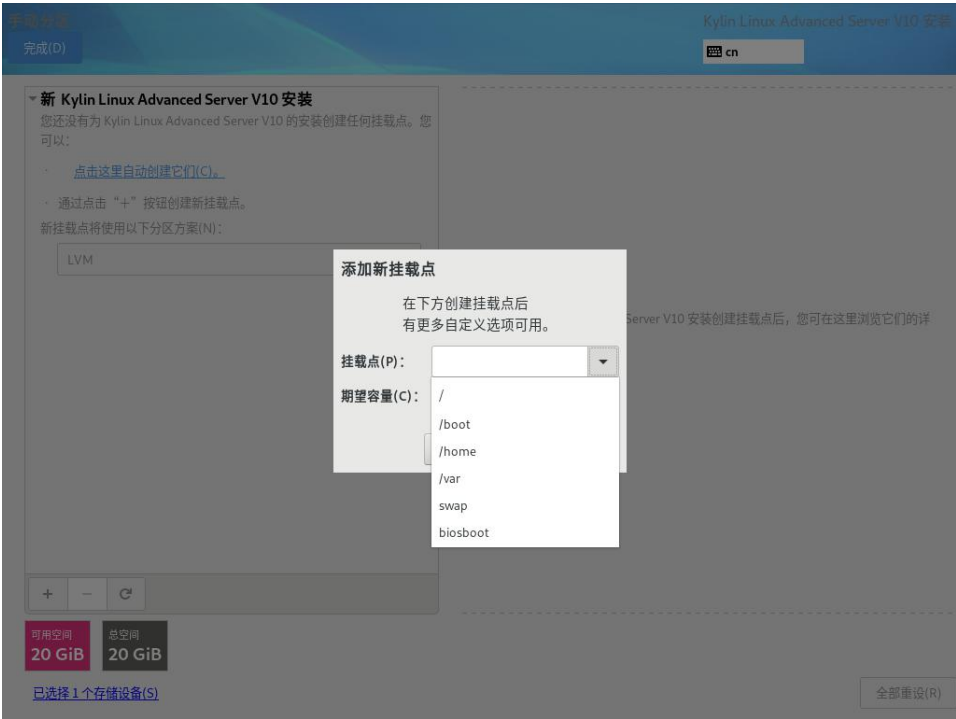 手动分区
Kylin Linux Advanced Server V10 安装
完成(D)
cn
新 Kylin Linux Advanced Server V10 安装
您还没有为 Kylin Linux Advanced Server V10 的安装创建任何挂载点。您
可以：
点击这里自动创建它们(C)。
通过点击“+”按钮创建新挂载点。
新挂载点将使用以下分区方案(N)：
LVM
添加新挂载点
在下方创建挂载点后
有更多自定义选项可用。
Server V10 安装创建挂载点后，您可在这里浏览它们的详
挂载点(P)：
期望容量(C)：
/
/boot
/home
/var
swap
biosboot
+ −
可用空间
20 GiB
总空间
20 GiB
已选择 1 个存储设备(S)
全部重设(R)